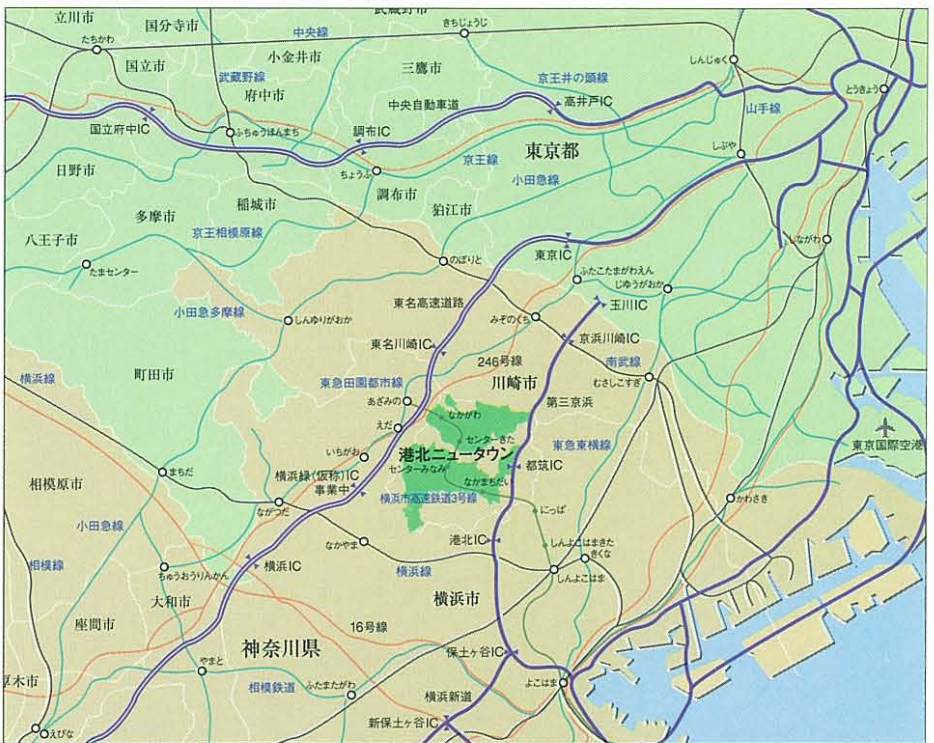 立川市
国分寺市
武蔵野市
たちかわ
中央線
きちじょうじ
国立市
小金井市
三鷹市
しんじゅく
武蔵野線
府中市
京王井の頭線
とうきょう
中央自動車道
高井戸IC
山手線
国立府中IC
ふちゅうほんまち
調布IC
東京都
しぶや
日野市
ちょうふ
京王線
小田急線
稲城市
調布市
多摩市
狛江市
八王子市
京王相模原線
しながわ
たまセンター
のぼりと
東京IC
ふたこたまがわえん
じゆうがおか
東名高速道路
玉川IC
小田急多摩線
しんゆりがおか
みぞのくち
東名川崎IC
京浜川崎IC
246号線
南武線
町田市
横浜線
東急田園都市線
川崎市
むさしこすぎ
あざみの
第三京浜
なかがわ
えだ
センターきた
東急東横線
東京国際空港
いちがお
港北ニュータウン
センターみなみ
都筑IC
まちだ
横浜緑(仮称)IC
事業中
なかまちだい
相模原市
横浜市高速鉄道3号線
かわさき
ながつだ
にっぱ
小田急線
なかやま
港北IC
しんよこはまきた
きくな
相模線
横浜IC
横浜線
しんよこはま
ちゅうおうりんかん
大和市
横浜市
座間市
16号線
神奈川県
保土ヶ谷IC
やまと
厚木市
相模鉄道
ふたまたがわ
よこはま
横浜新道
えびな
新保土ヶ谷IC